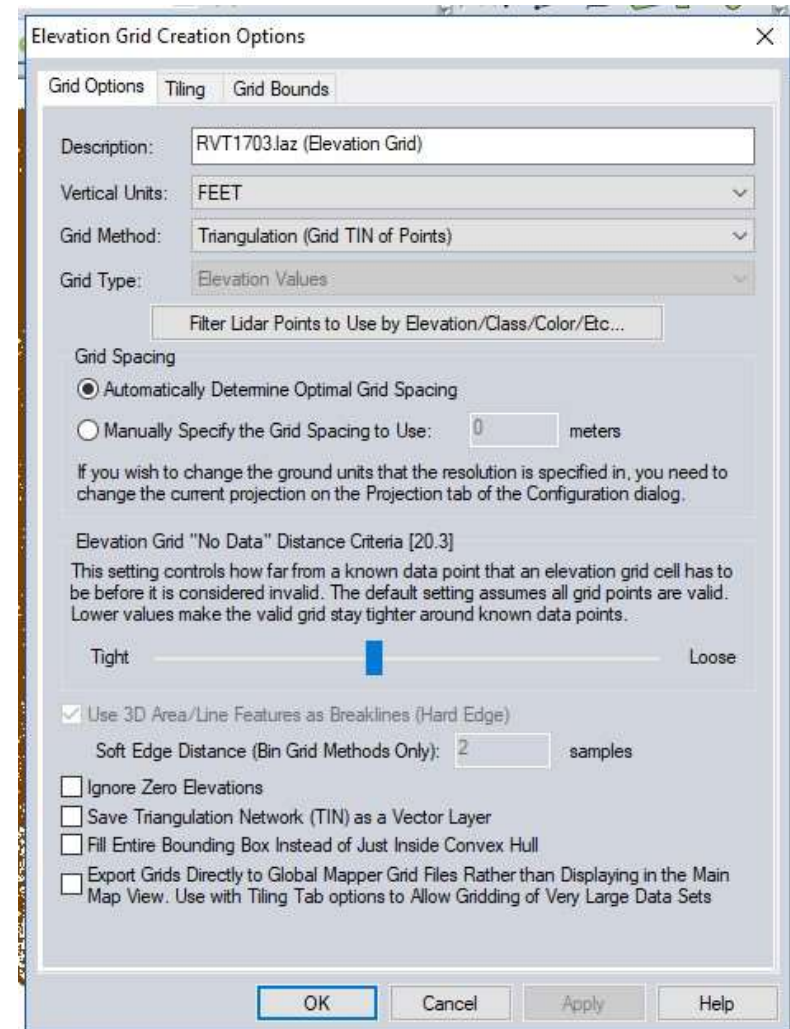 Elevation Grid Creation Options
Grid Options Tiling Grid Bounds
Description: RVT1703.laz (Elevation Grid)
Vertical Units: FEET
Grid Method: Triangulation (Grid TIN of Points)
Grid Type: Elevation Values
Filter Lidar Points to Use by Elevation/Class/Color/Etc...
Grid Spacing
Automatically Determine Optimal Grid Spacing
Manually Specify the Grid Spacing to Use: 0 meters
If you wish to change the ground units that the resolution is specified in, you need to
change the current projection on the Projection tab of the Configuration dialog.
Elevation Grid "No Data" Distance Criteria [20.3]
This setting controls how far from a known data point that an elevation grid cell has to
be before it is considered invalid. The default setting assumes all grid points are valid.
Lower values make the valid grid stay tighter around known data points.
Tight Loose
Use 3D Area/Line Features as Breaklines (Hard Edge)
Soft Edge Distance (Bin Grid Methods Only): 2 samples
Ignore Zero Elevations
Save Triangulation Network (TIN) as a Vector Layer
Fill Entire Bounding Box Instead of Just Inside Convex Hull
Export Grids Directly to Global Mapper Grid Files Rather than Displaying in the Main
Map View. Use with Tiling Tab options to Allow Gridding of Very Large Data Sets
OK Cancel Apply Help